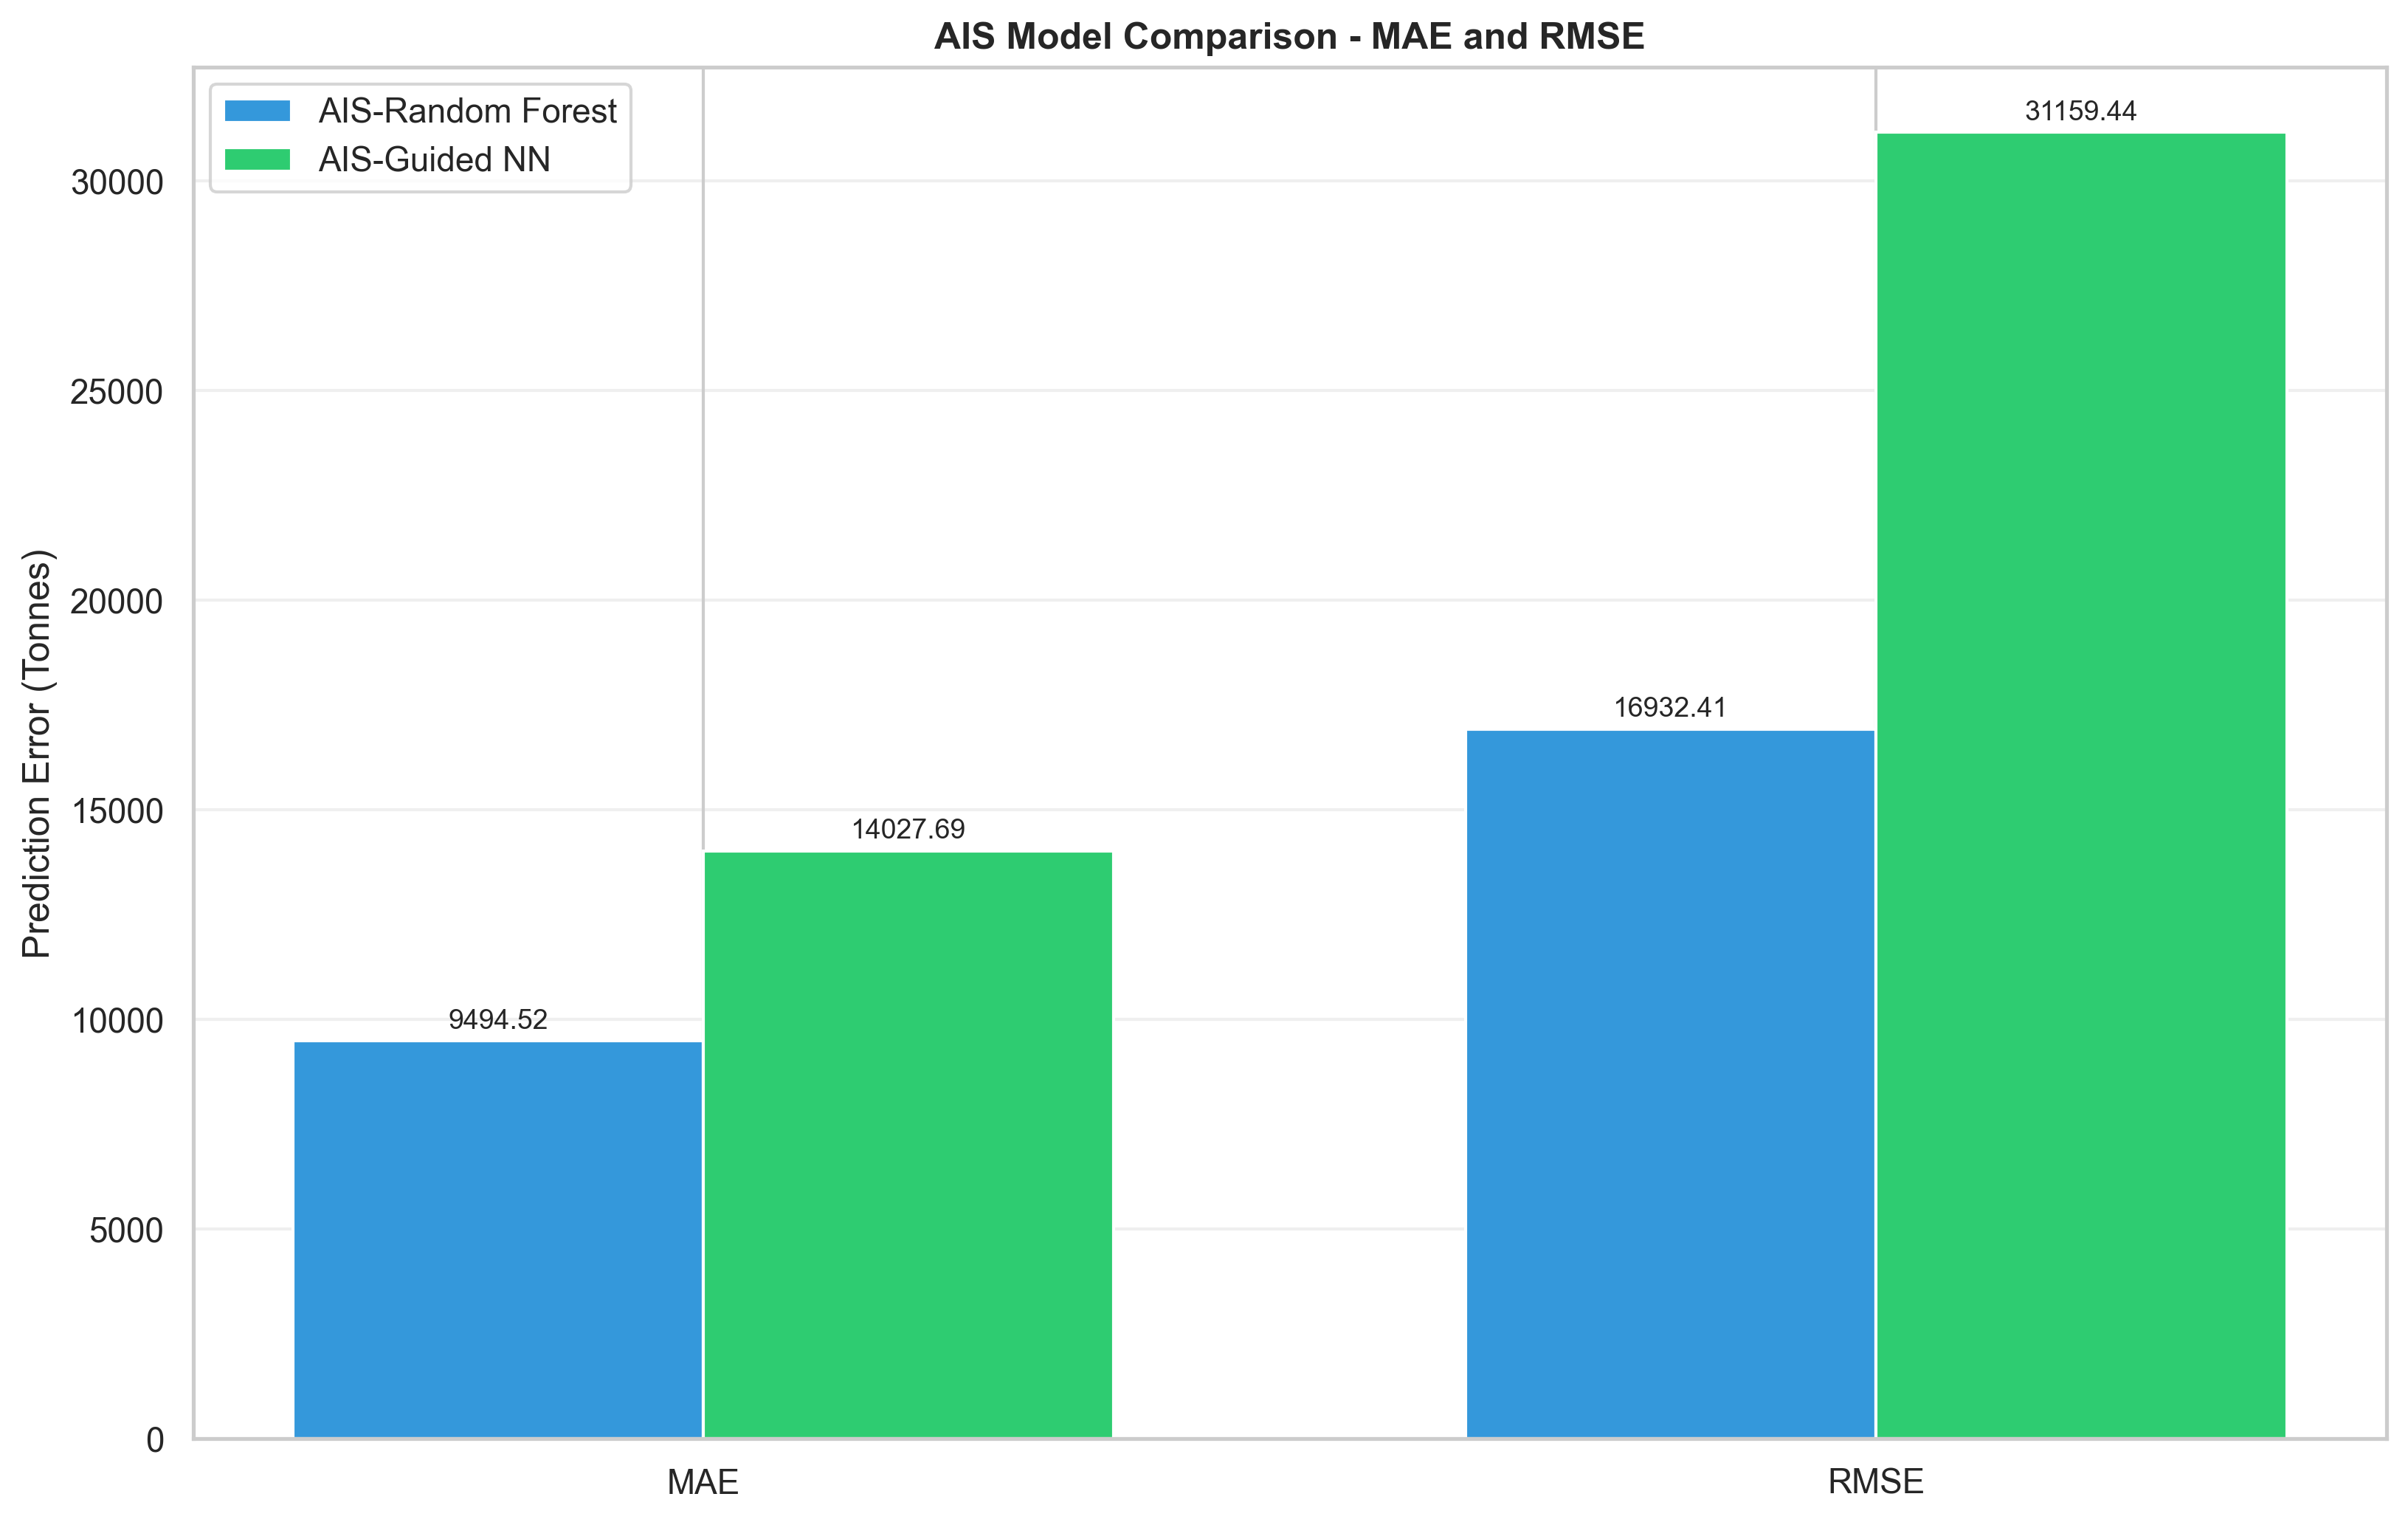 AIS Model Comparison - MAE and RMSE
AIS-Random Forest
AIS-Guided NN
Prediction Error (Tonnes)
30000
25000
20000
15000
10000
5000
0
31159.44
16932.41
14027.69
9494.52
MAE
RMSE